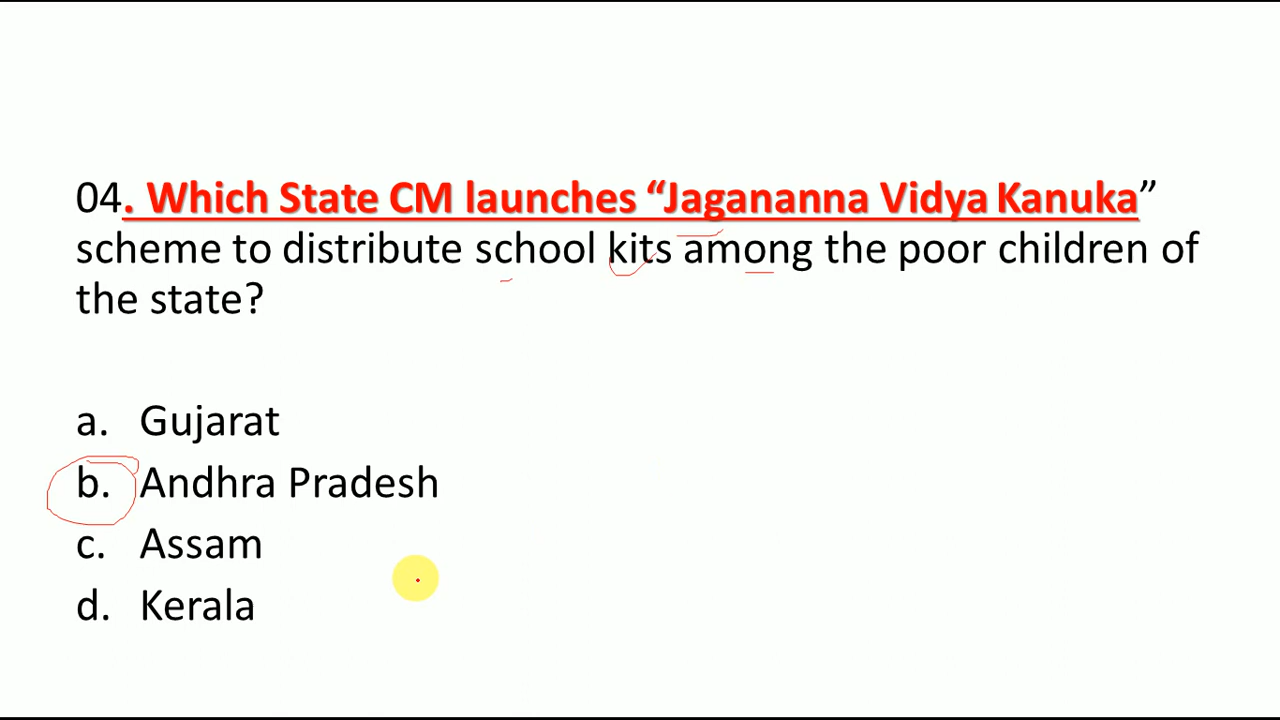 04. Which State CM launches “Jagananna Vidya Kanuka”
scheme to distribute school kits among the poor children of
the state?
a. Gujarat
b. Andhra Pradesh
c. Assam
d. Kerala